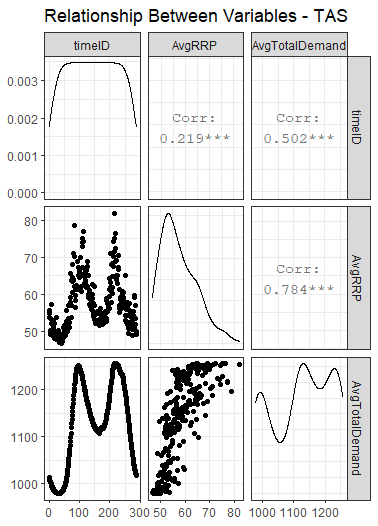 Relationship Between Variables - TAS
timeID
AvgRRP
AvgTotalDemand
0.003
0.002
0.001
0.000
Corr:
0.219***
Corr:
0.502***
timeID
80
70
60
50
Corr:
0.784***
AvgRRP
1200
1100
1000
AvgTotalDemand
0
100
200
300
50
60
70
80
1000
1100
1200